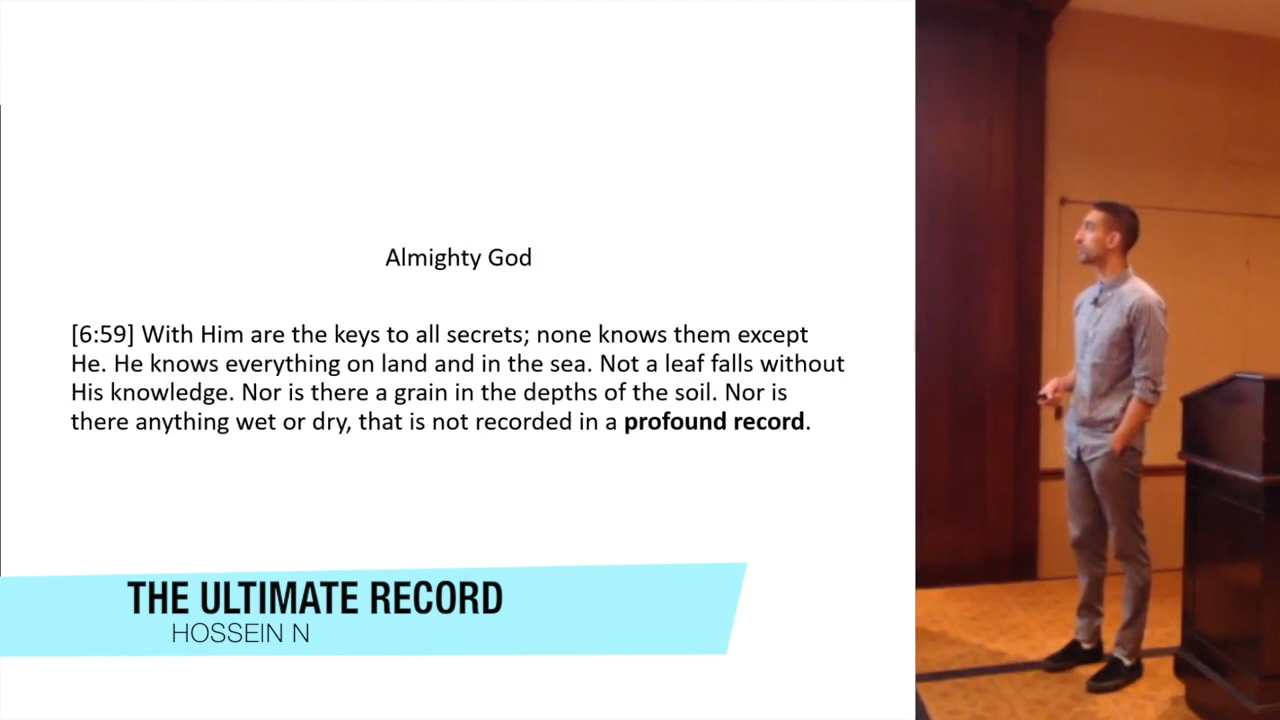 Almighty God
[6:59] With Him are the keys to all secrets; none knows them except
He. He knows everything on land and in the sea. Not a leaf falls without
His knowledge. Nor is there a grain in the depths of the soil. Nor is
there anything wet or dry, that is not recorded in a profound record.
THE ULTIMATE RECORD
HOSSEIN N